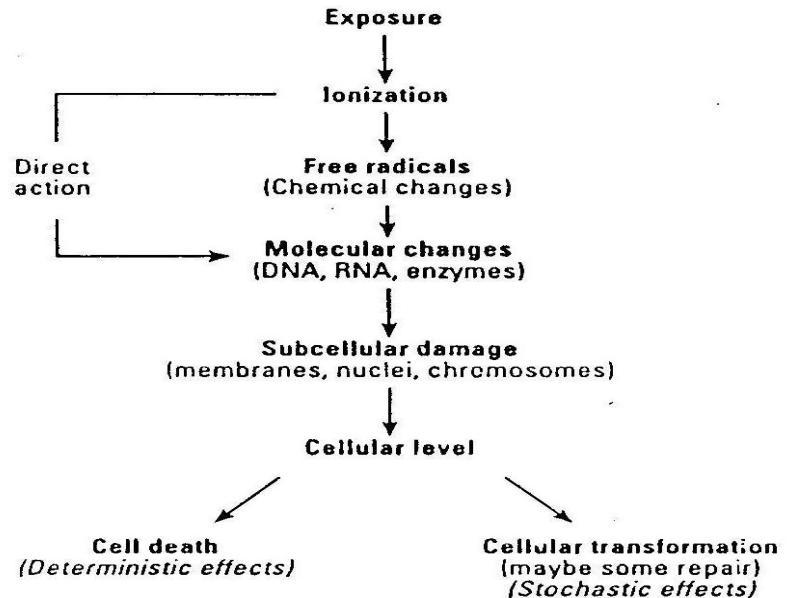 Exposure
Ionization
Direct
action
Free radicals
(Chemical changes)
Molecular changes
(DNA, RNA, enzymes)
Subcellular damage
(membranes, nuclei, chromosomes)
Cellular level
Cell death
(Deterministic effects)
Cellular transformation
(maybe some repair)
(Stochastic effects)